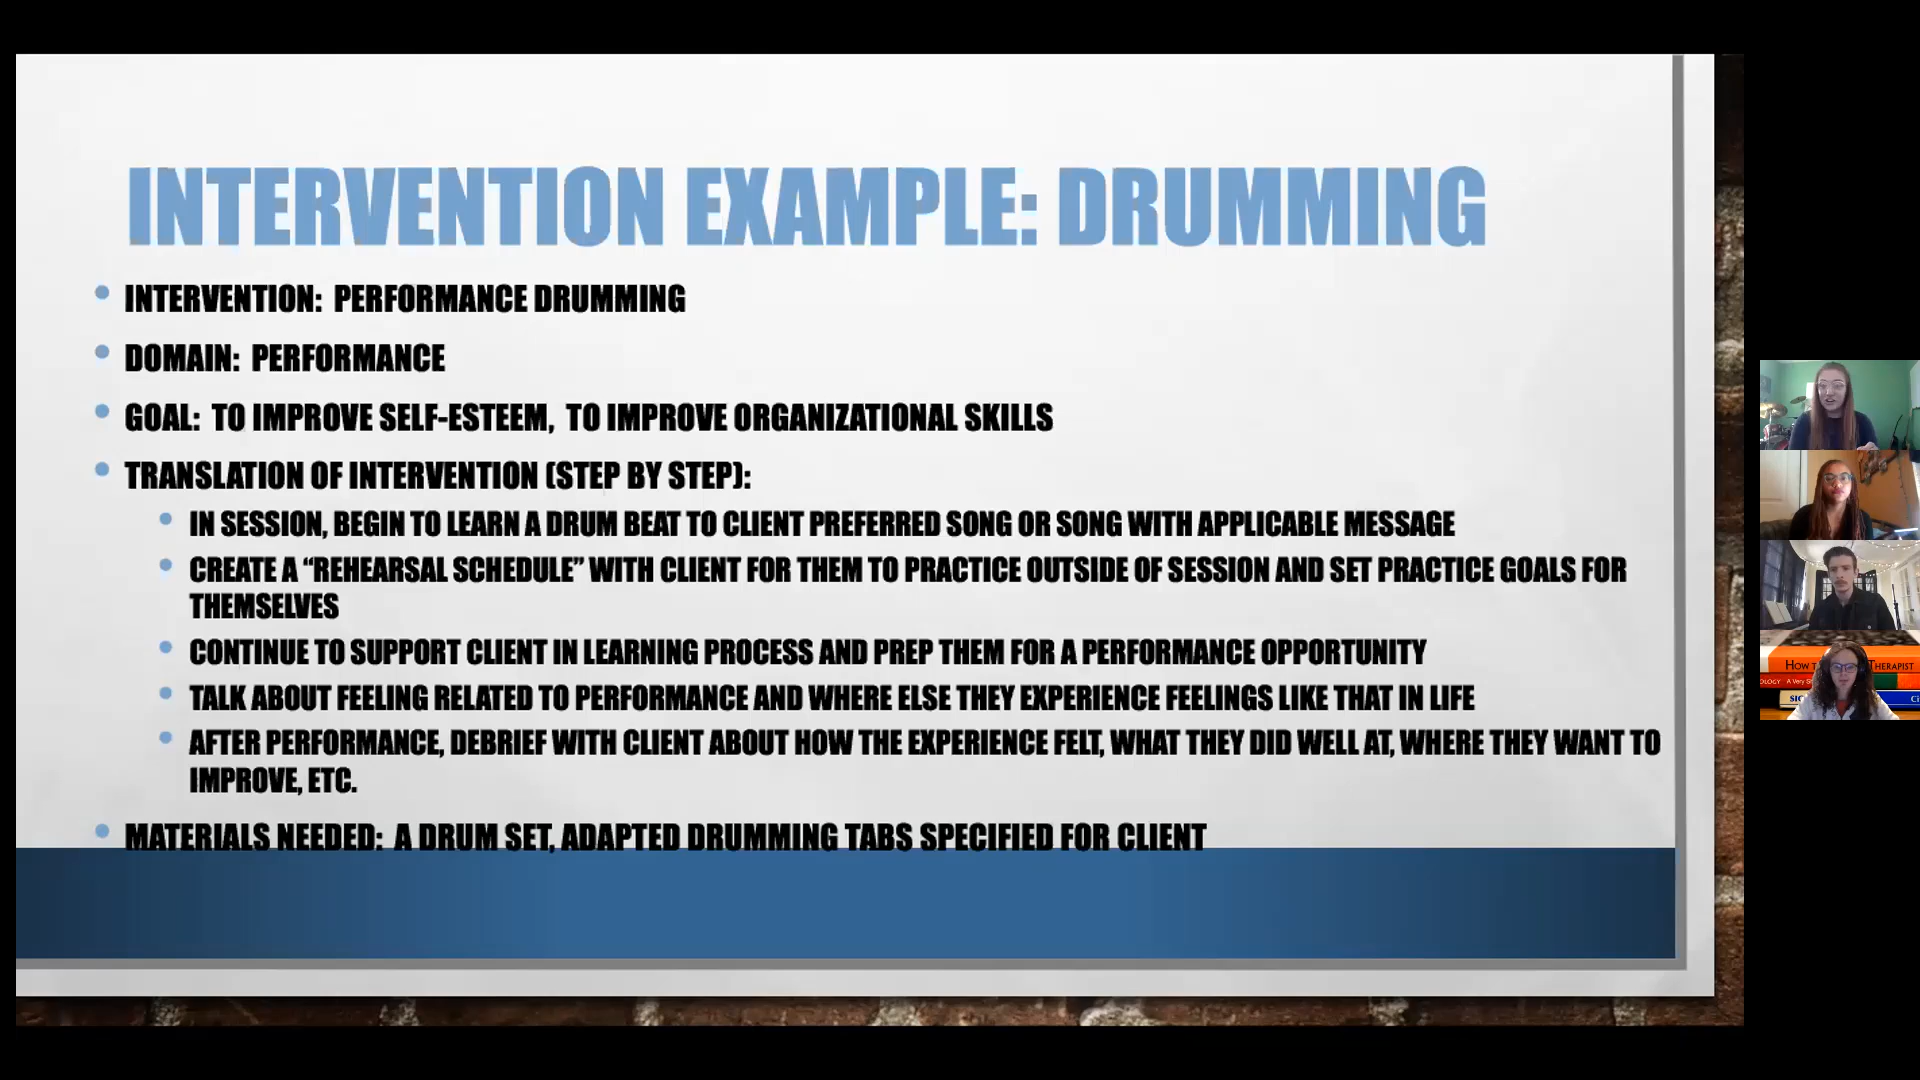 INTERVENTION EXAMPLE: DRUMMING
INTERVENTION: PERFORMANCE DRUMMING
DOMAIN: PERFORMANCE
GOAL: TO IMPROVE SELF-ESTEEM, TO IMPROVE ORGANIZATIONAL SKILLS
TRANSLATION OF INTERVENTION (STEP BY STEP):
IN SESSION, BEGIN TO LEARN A DRUM BEAT TO CLIENT PREFERRED SONG OR SONG WITH APPLICABLE MESSAGE
CREATE A “REHEARSAL SCHEDULE” WITH CLIENT FOR THEM TO PRACTICE OUTSIDE OF SESSION AND SET PRACTICE GOALS FOR
THEMSELVES
CONTINUE TO SUPPORT CLIENT IN LEARNING PROCESS AND PREP THEM FOR A PERFORMANCE OPPORTUNITY
TALK ABOUT FEELING RELATED TO PERFORMANCE AND WHERE ELSE THEY EXPERIENCE FEELINGS LIKE THAT IN LIFE
AFTER PERFORMANCE, DEBRIEF WITH CLIENT ABOUT HOW THE EXPERIENCE FELT, WHAT THEY DID WELL AT, WHERE THEY WANT TO
IMPROVE, ETC.
MATERIALS NEEDED: A DRUM SET, ADAPTED DRUMMING TABS SPECIFIED FOR CLIENT
HOW THERAPIST
A Very